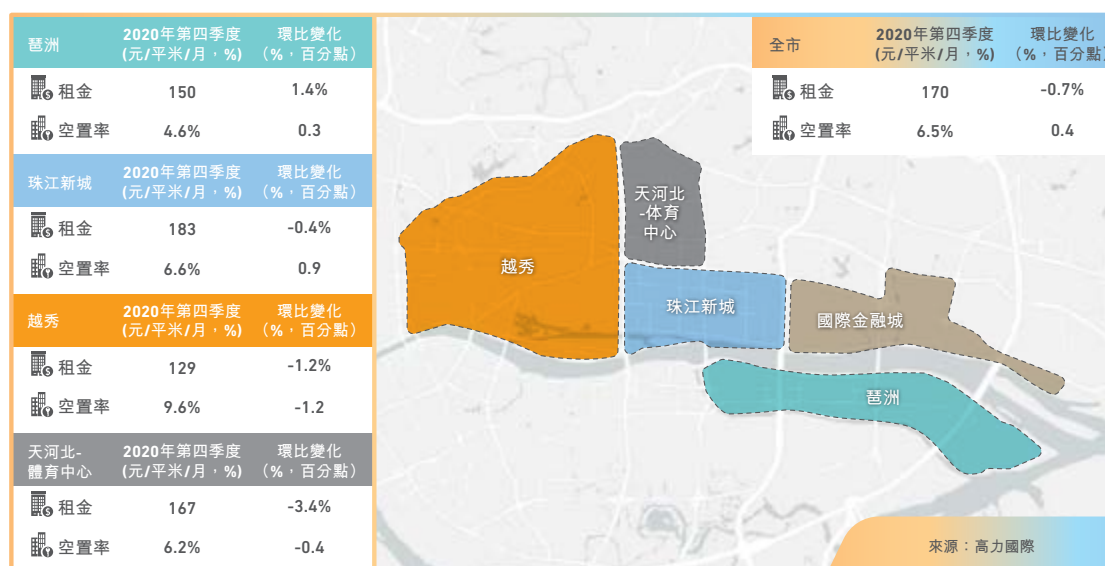 琶洲 2020年第四季度 環比變化
(元/平米/月，%) （%，百分點）
租金 150 1.4%
空置率 4.6% 0.3
珠江新城 2020年第四季度 環比變化
(元/平米/月，%) （%，百分點）
租金 183 -0.4%
空置率 6.6% 0.9
越秀 2020年第四季度 環比變化
(元/平米/月，%) （%，百分點）
租金 129 -1.2%
空置率 9.6% -1.2
天河北- 2020年第四季度 環比變化
體育中心 (元/平米/月，%) （%，百分點）
租金 167 -3.4%
空置率 6.2% -0.4
全市 2020年第四季度 環比變化
(元/平米/月，%) （%，百分點)
租金 170 -0.7%
空置率 6.5% 0.4
天河北
-体育
中心
越秀
珠江新城
國際金融城
琶洲
來源：高力國際